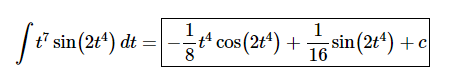 ∫ t⁷ sin(2t⁴) dt = −1/8 t⁴ cos(2t⁴) + 1/16 sin(2t⁴) + c